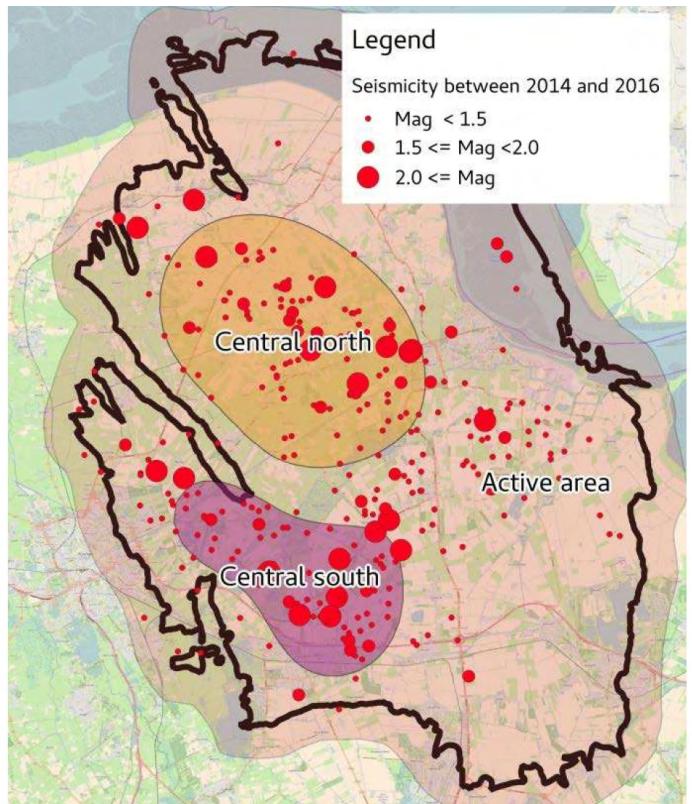 Legend
Seismicity between 2014 and 2016
Mag < 1.5
1.5 <= Mag <2.0
2.0 <= Mag
Central north
Active area
Central south